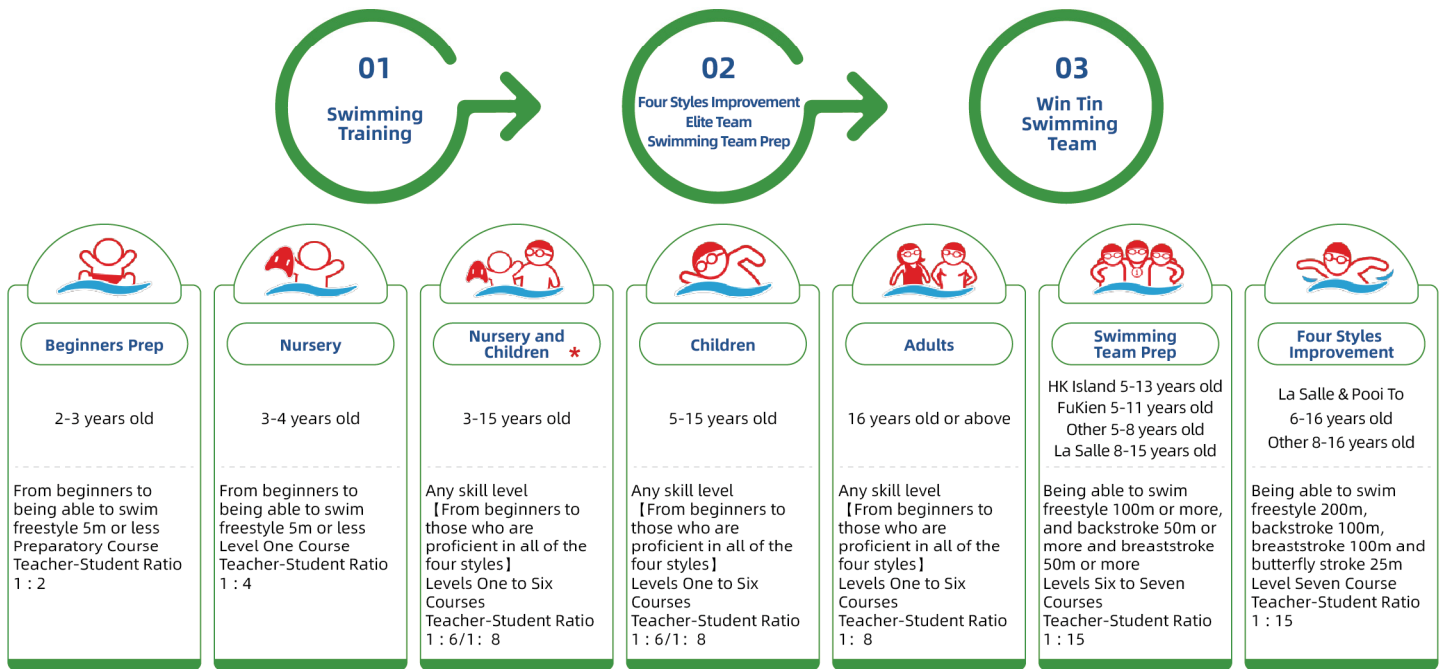 01
Swimming
Training
02
Four Styles Improvement
Elite Team
Swimming Team Prep
03
Win Tin
Swimming
Team
Beginners Prep
2-3 years old
From beginners to
being able to swim
freestyle 5m or less
Preparatory Course
Teacher-Student Ratio
1 : 2
Nursery
3-4 years old
From beginners to
being able to swim
freestyle 5m or less
Level One Course
Teacher-Student Ratio
1 : 4
Nursery and
Children *
3-15 years old
Any skill level
【From beginners to
those who are
proficient in all of the
four styles】
Levels One to Six
Courses
Teacher-Student Ratio
1 : 6/1: 8
Children
5-15 years old
Any skill level
【From beginners to
those who are
proficient in all of the
four styles】
Levels One to Six
Courses
Teacher-Student Ratio
1 : 6/1: 8
Adults
16 years old or above
Any skill level
【From beginners to
those who are
proficient in all of the
four styles】
Levels One to Six
Courses
Teacher-Student Ratio
1: 8
Swimming
Team Prep
HK Island 5-13 years old
FuKien 5-11 years old
Other 5-8 years old
La Salle 8-15 years old
Being able to swim
freestyle 100m or more,
and backstroke 50m or
more and breaststroke
50m or more
Levels Six to Seven
Courses
Teacher-Student Ratio
1 : 15
Four Styles
Improvement
La Salle & Pooi To
6-16 years old
Other 8-16 years old
Being able to swim
freestyle 200m,
backstroke 100m,
breaststroke 100m and
butterfly stroke 25m
Level Seven Course
Teacher-Student Ratio
1 : 15